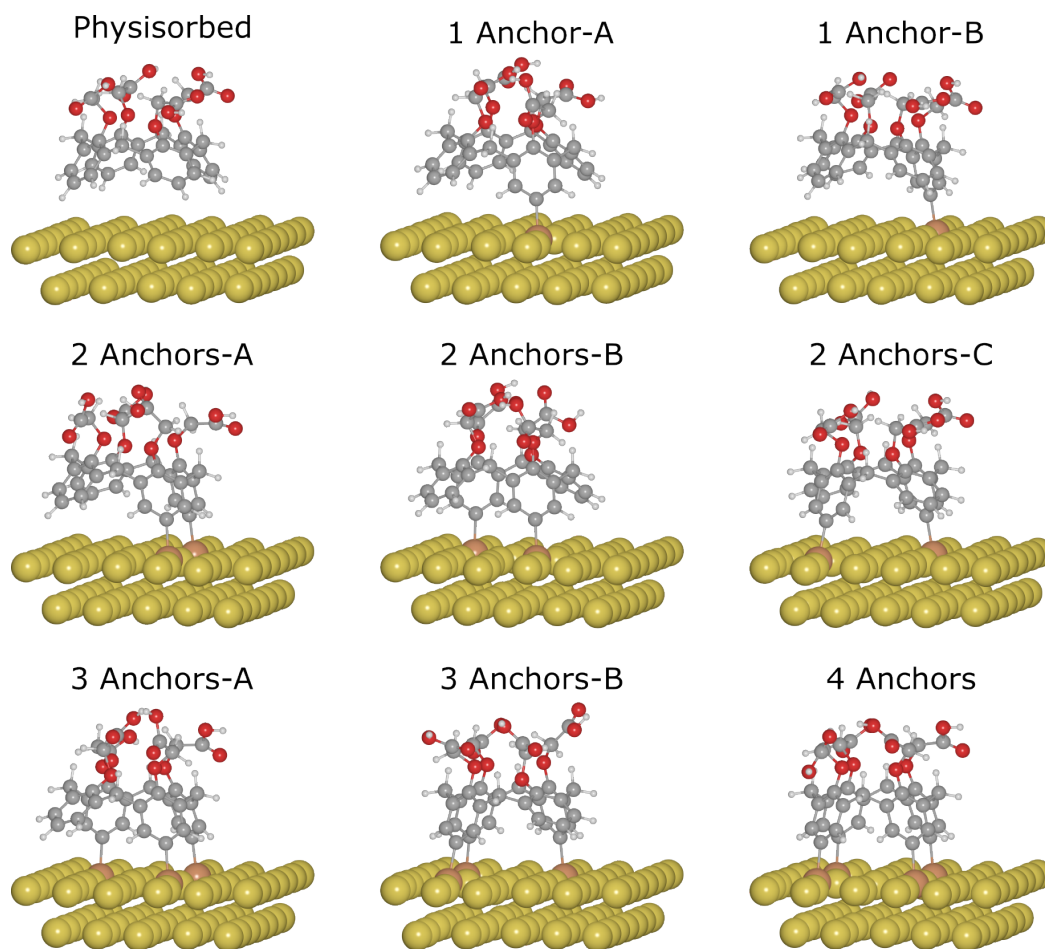 Physisorbed
1 Anchor-A
1 Anchor-B
2 Anchors-A
2 Anchors-B
2 Anchors-C
3 Anchors-A
3 Anchors-B
4 Anchors